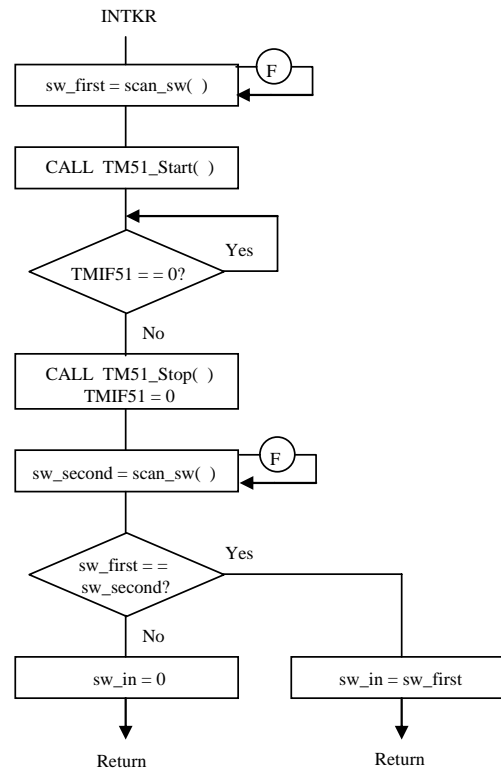 INTKR
F
sw_first = scan_sw( )
CALL TM51_Start( )
Yes
TMIF51 = = 0?
No
CALL TM51_Stop( )
TMIF51 = 0
F
sw_second = scan_sw( )
Yes
sw_first = =
sw_second?
No
sw_in = 0
sw_in = sw_first
Return
Return